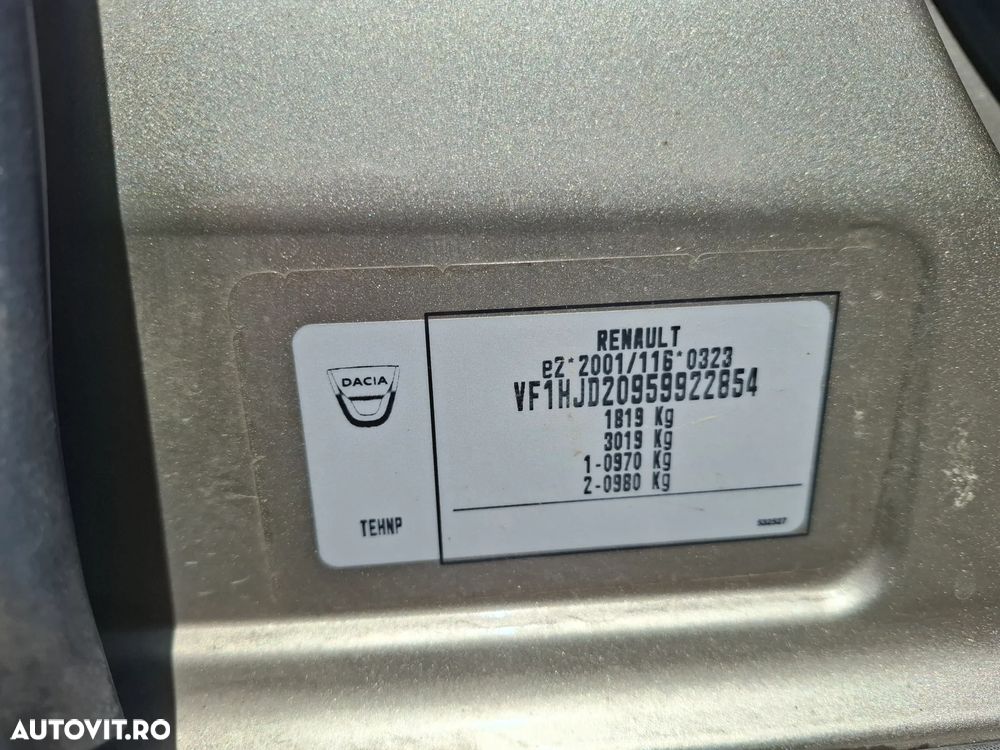 RENAULT
e2*2001/116*0323
VF1HJD20959922854
1819 Kg
3019 Kg
1-0970 Kg
2-0980 Kg
DACIA
TEHNP
532527
AUTOVIT.RO